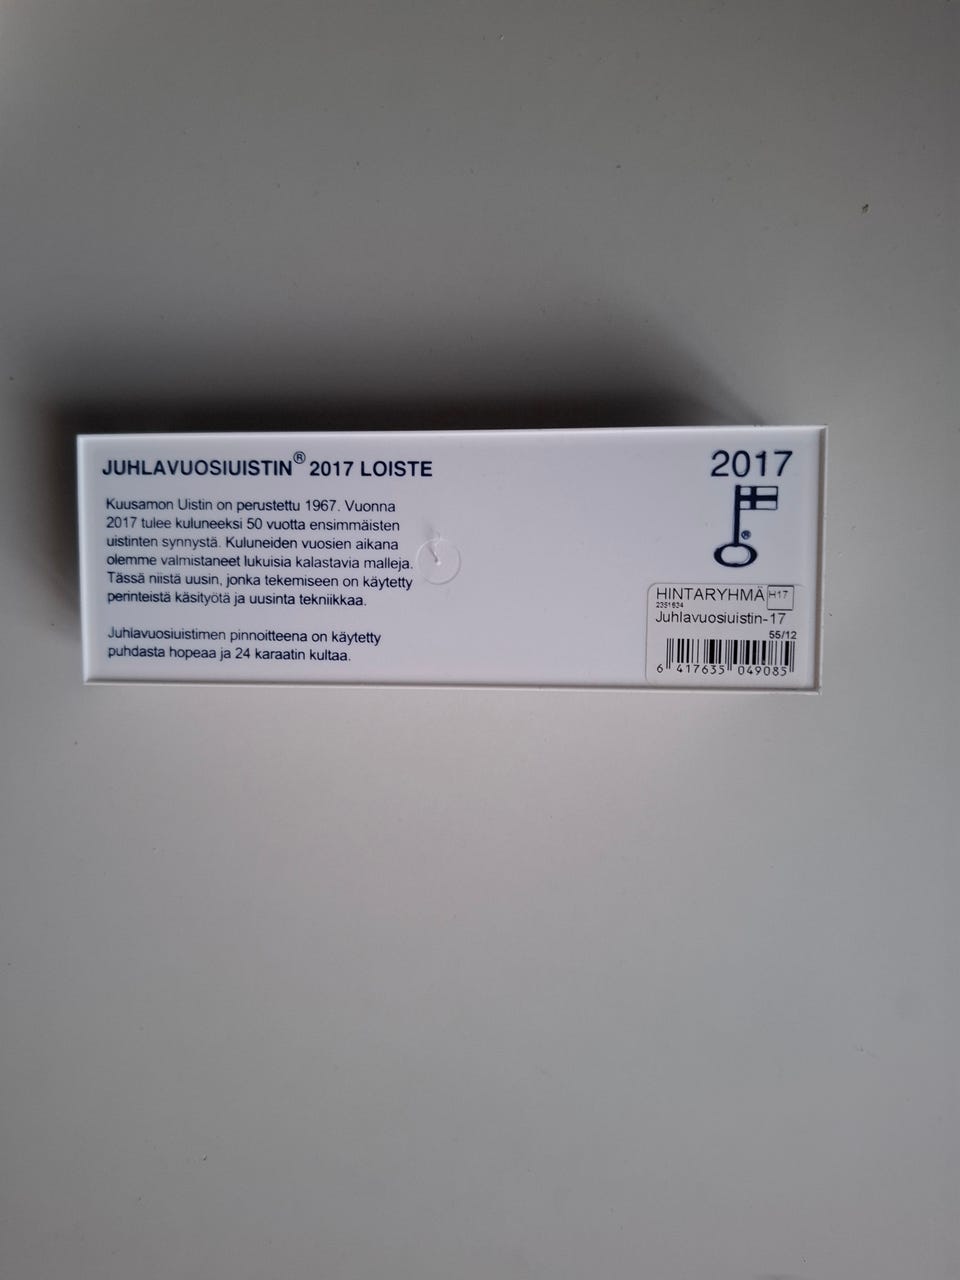 JUHLAVUOSIUISTIN® 2017 LOISTE
Kuusamon Uistin on perustettu 1967. Vuonna
2017 tulee kuluneeksi 50 vuotta ensimmäisten
uistinten synnystä. Kuluneiden vuosien aikana
olemme valmistaneet lukuisia kalastavia malleja.
Tässä niistä uusin, jonka tekemiseen on käytetty
perinteistä käsityötä ja uusinta tekniikkaa.
Juhlavuosiuistimen pinnoitteena on käytetty
puhdasta hopeaa ja 24 karaatin kultaa.
2017
®
HINTARYHMÄ H17
2351634
Juhlavuosiuistin-17
55/12
6 417635 049085